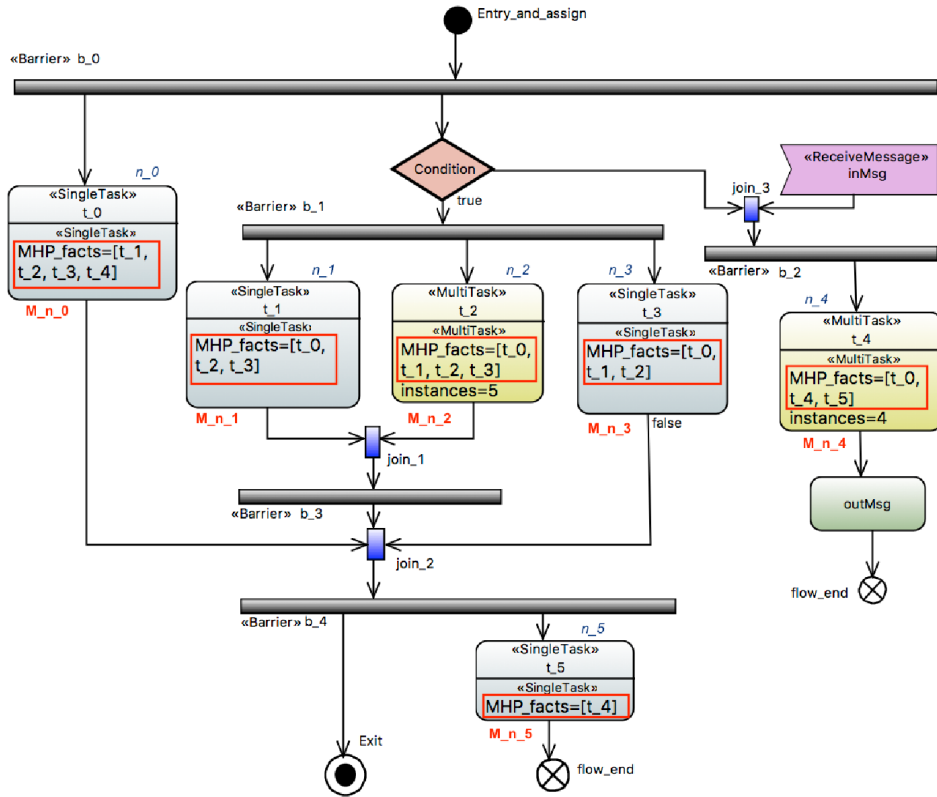 Entry_and_assign
«Barrier» b_0
n_0
«SingleTask»
t_0
«SingleTask»
MHP_facts=[t_1,
t_2, t_3, t_4]
M_n_0
Condition
true
«ReceiveMessage»
inMsg
join_3
«Barrier» b_1
«Barrier» b_2
n_1
«SingleTask»
t_1
«SingleTask»
MHP_facts=[t_0,
t_2, t_3]
M_n_1
n_2
«MultiTask»
t_2
«MultiTask»
MHP_facts=[t_0,
t_1, t_2, t_3]
instances=5
M_n_2
n_3
«SingleTask»
t_3
«SingleTask»
MHP_facts=[t_0,
t_1, t_2]
M_n_3
false
n_4
«MultiTask»
t_4
«MultiTask»
MHP_facts=[t_0,
t_4, t_5]
instances=4
M_n_4
join_1
«Barrier» b_3
join_2
outMsg
flow_end
«Barrier» b_4
n_5
«SingleTask»
t_5
«SingleTask»
MHP_facts=[t_4]
M_n_5
Exit
flow_end